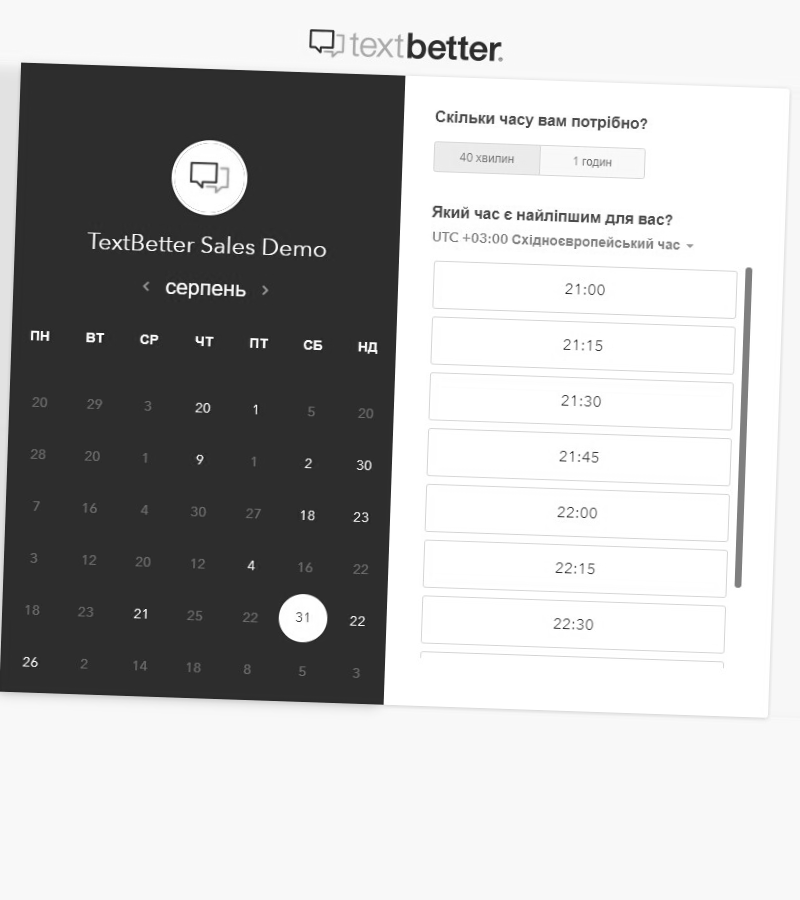 textbetter.
TextBetter Sales Demo
серпень
ПН ВТ СР ЧТ ПТ СБ НД
20 29 3 20 1 5 20
28 20 1 9 1 2 30
7 16 4 30 27 18 23
3 12 20 12 4 16 22
18 23 21 25 22 31 22
26 2 14 18 8 5 3
Скільки часу вам потрібно?
40 хвилин 1 годин
Який час є найліпшим для вас?
UTC +03:00 Східноєвропейський час
21:00
21:15
21:30
21:45
22:00
22:15
22:30